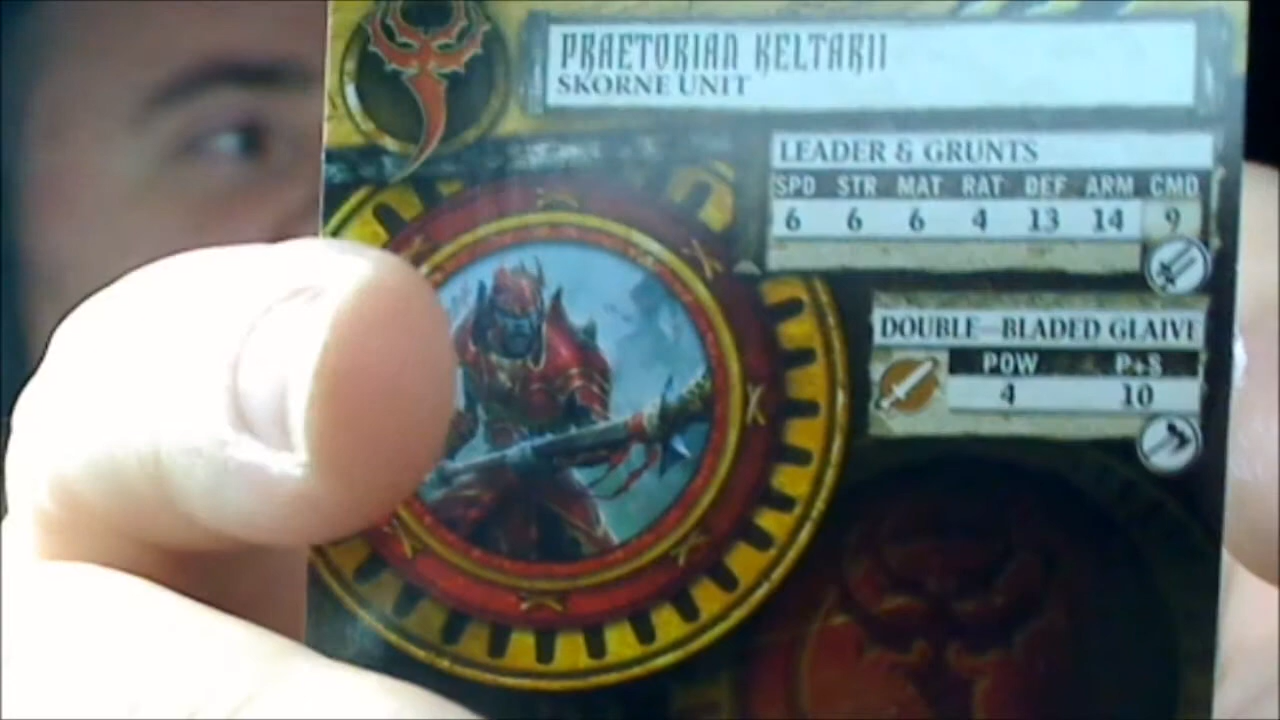 PRAETORIAN KELTARII
SKORNE UNIT
LEADER & GRUNTS
SPD STR MAT RAT DEF ARM CMD
6 6 6 4 13 14 9
DOUBLE-BLADED GLAIVE
POW P+S
4 10